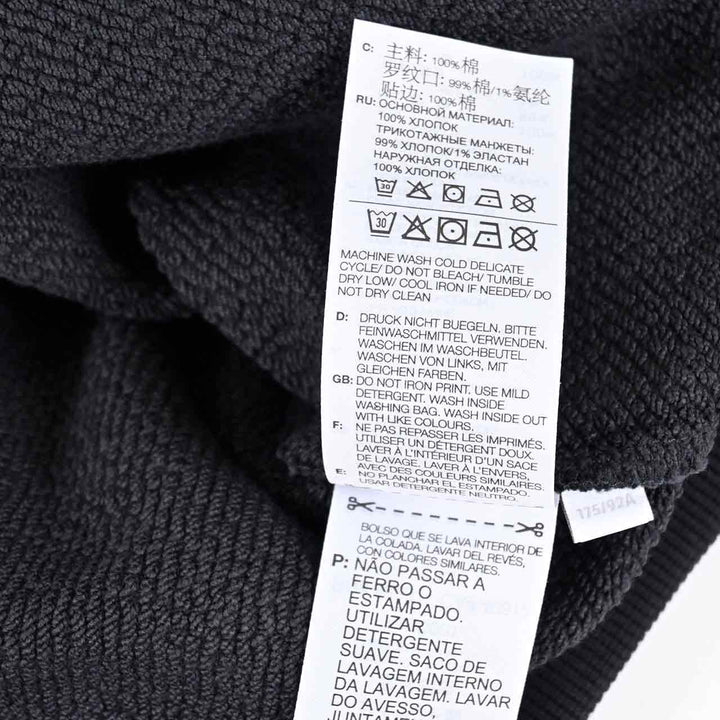 C: 主料: 100% 棉
罗纹口: 99% 棉/1% 氨纶
贴边: 100% 棉
RU: ОСНОВНОЙ МАТЕРИАЛ:
100% ХЛОПОК
ТРИКОТАЖНЫЕ МАНЖЕТЫ:
99% ХЛОПОК/1% ЭЛАСТАН
НАРУЖНАЯ ОТДЕЛКА:
100% ХЛОПОК
30
30
MACHINE WASH COLD DELICATE
CYCLE/ DO NOT BLEACH/ TUMBLE
DRY LOW/ COOL IRON IF NEEDED/ DO
NOT DRY CLEAN
D: DRUCK NICHT BUEGELN. BITTE
FEINWASCHMITTEL VERWENDEN.
WASCHEN IM WASCHBEUTEL.
WASCHEN VON LINKS, MIT
GLEICHEN FARBEN.
GB: DO NOT IRON PRINT. USE MILD
DETERGENT. WASH INSIDE
WASHING BAG. WASH INSIDE OUT
WITH LIKE COLOURS.
F: NE PAS REPASSER LES IMPRIMÉS.
UTILISER UN DÉTERGENT DOUX.
LAVER À L'INTÉRIEUR D'UN SACE
DE LAVAGE. LAVER À L'ENVERS,
AVEC DES COULEURS SIMILAIRES.
E: NO PLANCHAR EL ESTAMPADO.
USAR DETERGENTE NEUTRO.
175/92A
BOLSO QUE SE LAVA INTERIOR DE
LA COLADA. LAVAR DEL REVÉS,
CON COLORES SIMILARES.
P: NÃO PASSAR A
FERRO O
ESTAMPADO.
UTILIZAR
DETERGENTE
SUAVE. SACO DE
LAVAGEM INTERNO
DA LAVAGEM. LAVAR
DO AVESSO,
JUNTAMENTE